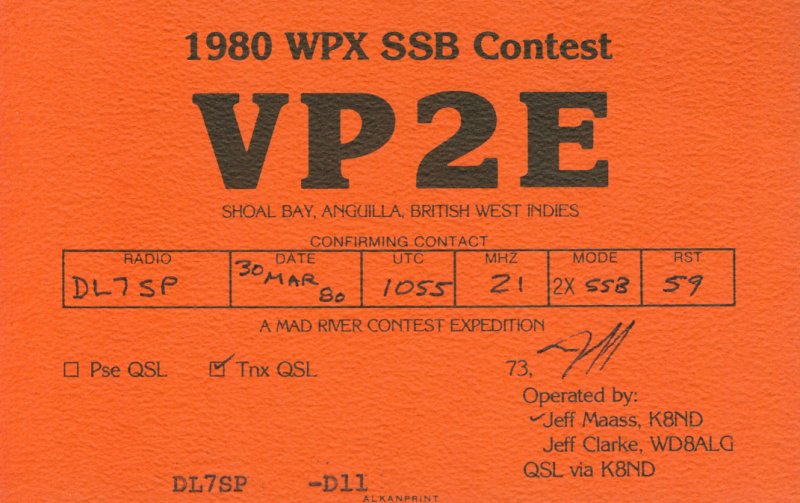 1980 WPX SSB Contest
VP2E
SHOAL BAY, ANGUILLA, BRITISH WEST INDIES
CONFIRMING CONTACT
RADIO DATE UTC MHZ MODE RST
DL7SP 30 MAR 80 1055 21 2X SSB 59
A MAD RIVER CONTEST EXPEDITION
Pse QSL Tnx QSL 73,
Operated by:
Jeff Maass, K8ND
Jeff Clarke, WD8ALG
QSL via K8ND
DL7SP -D11
ALKANPRINT